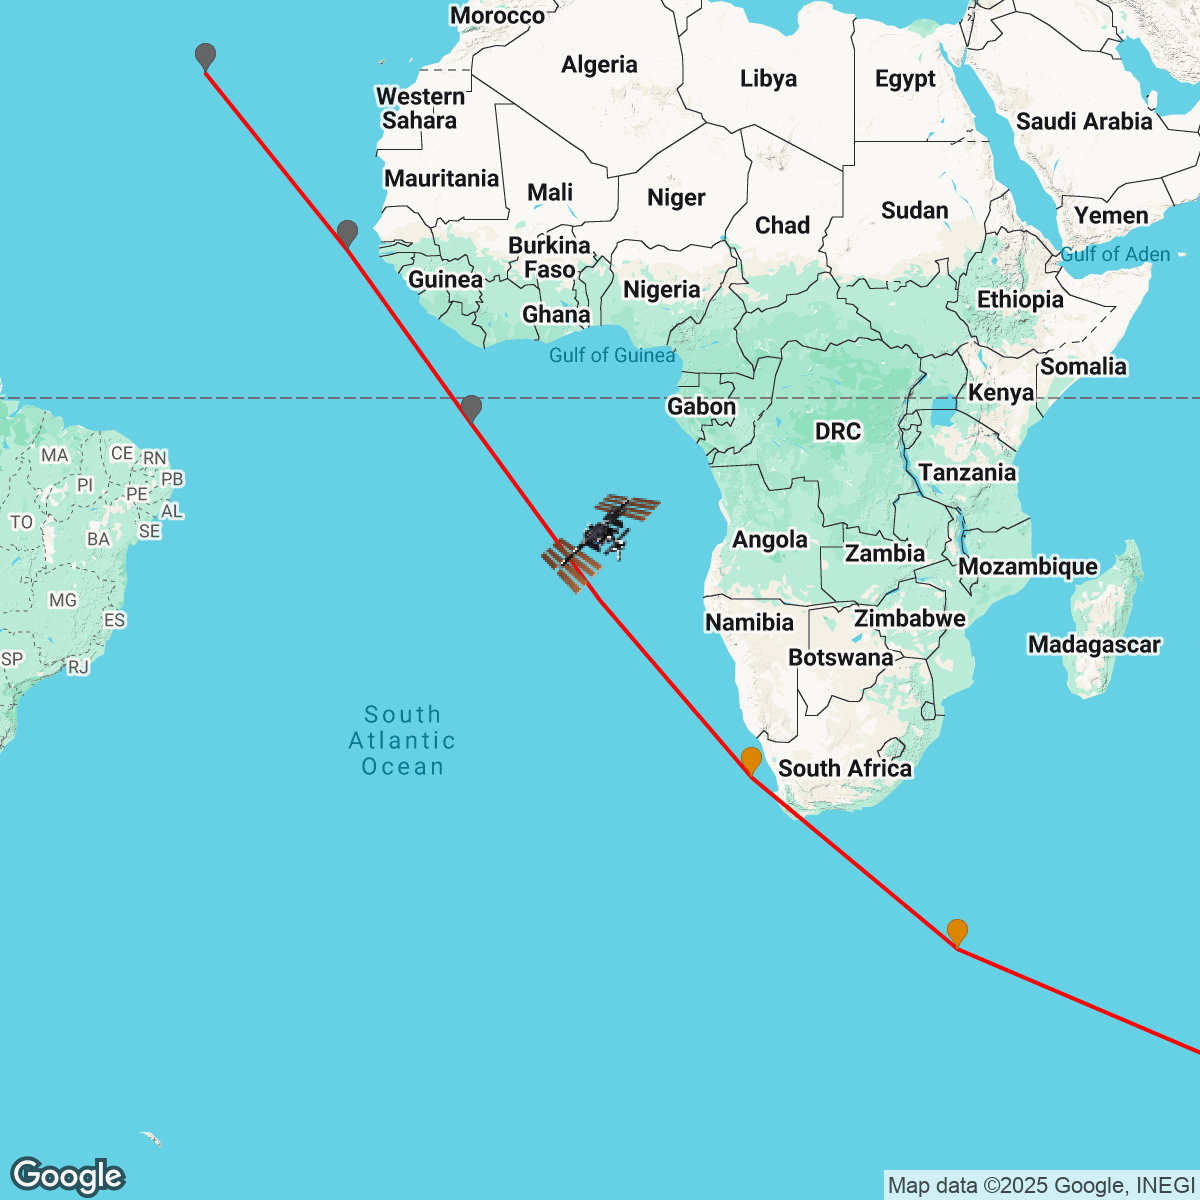 Morocco
Algeria
Libya
Egypt
Western
Sahara
Saudi Arabia
Mauritania
Mali
Niger
Chad
Sudan
Yemen
Burkina
Faso
Gulf of Aden
Guinea
Nigeria
Ethiopia
Ghana
Gulf of Guinea
Somalia
Kenya
Gabon
DRC
MA
CE
RN
PI
PB
PE
Tanzania
AL
TO
SE
BA
Angola
Zambia
Mozambique
MG
ES
Namibia
Zimbabwe
Madagascar
Botswana
SP
RJ
South
Atlantic
Ocean
South Africa
Google
Map data ©2025 Google, INEGI